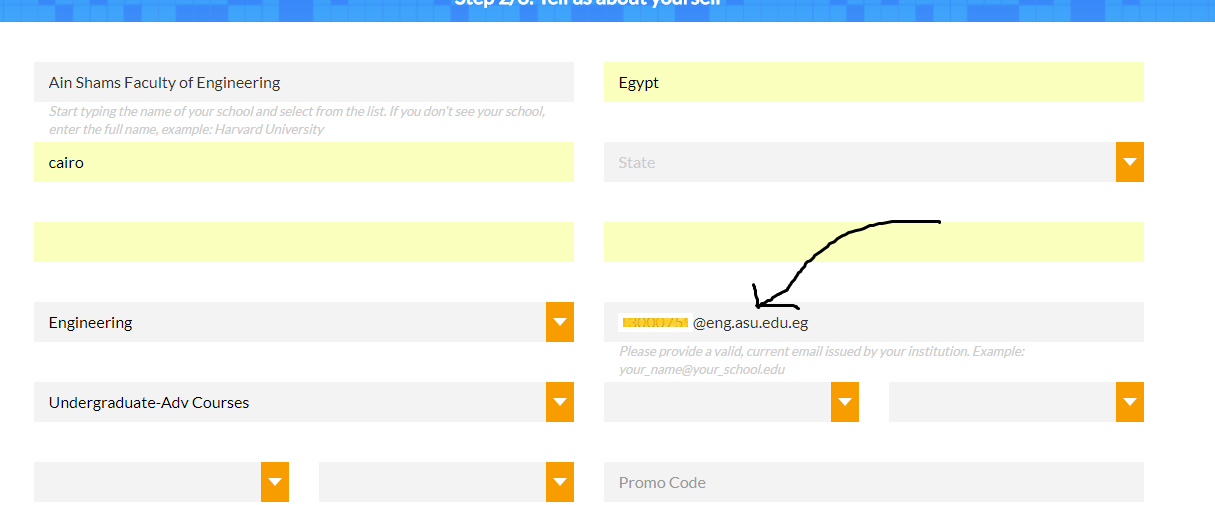 Step 2/6: Tell us about yourself
Ain Shams Faculty of Engineering
Egypt
Start typing the name of your school and select from the list. If you don't see your school,
enter the full name, example: Harvard University
cairo
State
Engineering
@eng.asu.edu.eg
Please provide a valid, current email issued by your institution. Example:
your_name@your_school.edu
Undergraduate-Adv Courses
Promo Code